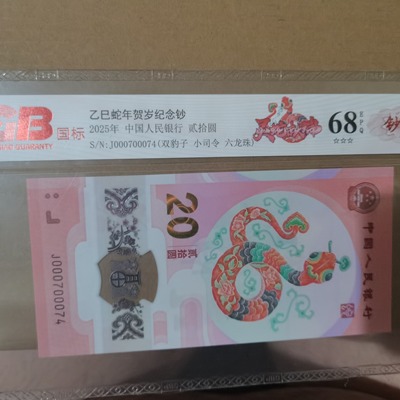 GB 国标
乙巳蛇年贺岁纪念钞
2025年 中国人民银行 贰拾圆
S/N:J000700074(双豹子 小司令 六龙珠)
68
钞
20
贰拾圆
中国人民银行
J000700074